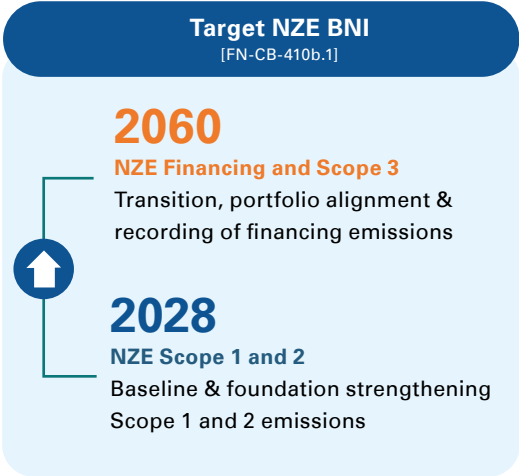 Target NZE BNI
[FN-CB-410b.1]
2060
NZE Financing and Scope 3
Transition, portfolio alignment &
recording of financing emissions
2028
NZE Scope 1 and 2
Baseline & foundation strengthening
Scope 1 and 2 emissions